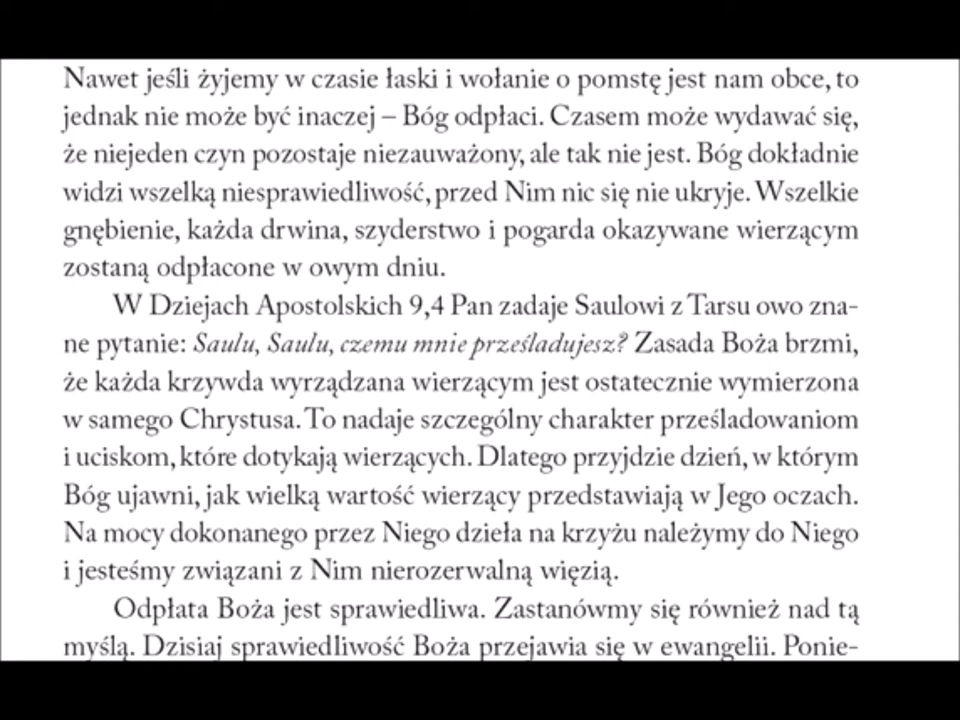 Nawet jeśli żyjemy w czasie łaski i wołanie o pomstę jest nam obce, to
jednak nie może być inaczej – Bóg odpłaci. Czasem może wydawać się,
że niejeden czyn pozostaje niezauważony, ale tak nie jest. Bóg dokładnie
widzi wszelką niesprawiedliwość, przed Nim nic się nie ukryje. Wszelkie
gnębienie, każda drwina, szyderstwo i pogarda okazywane wierzącym
zostaną odpłacone w owym dniu.
W Dziejach Apostolskich 9,4 Pan zadaje Saulowi z Tarsu owo zna-
ne pytanie: Saulu, Saulu, czemu mnie prześladujesz? Zasada Boża brzmi,
że każda krzywda wyrządzana wierzącym jest ostatecznie wymierzona
w samego Chrystusa. To nadaje szczególny charakter prześladowaniom
i uciskom, które dotykają wierzących. Dlatego przyjdzie dzień, w którym
Bóg ujawni, jak wielką wartość wierzący przedstawiają w Jego oczach.
Na mocy dokonanego przez Niego dzieła na krzyżu należymy do Niego
i jesteśmy związani z Nim nierozerwalną więzią.
Odpłata Boża jest sprawiedliwa. Zastanówmy się również nad tą
myślą. Dzisiaj sprawiedliwość Boża przejawia się w ewangelii. Ponie-